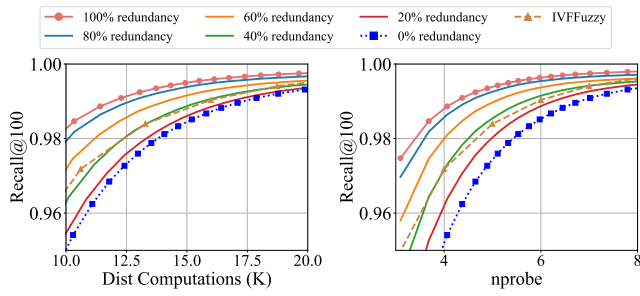 100% redundancy 60% redundancy 20% redundancy IVFFuzzy
80% redundancy 40% redundancy 0% redundancy
1.00
0.98
0.96
Recall@100
10.0 12.5 15.0 17.5 20.0
Dist Computations (K)
1.00
0.98
0.96
Recall@100
4 6 8
nprobe